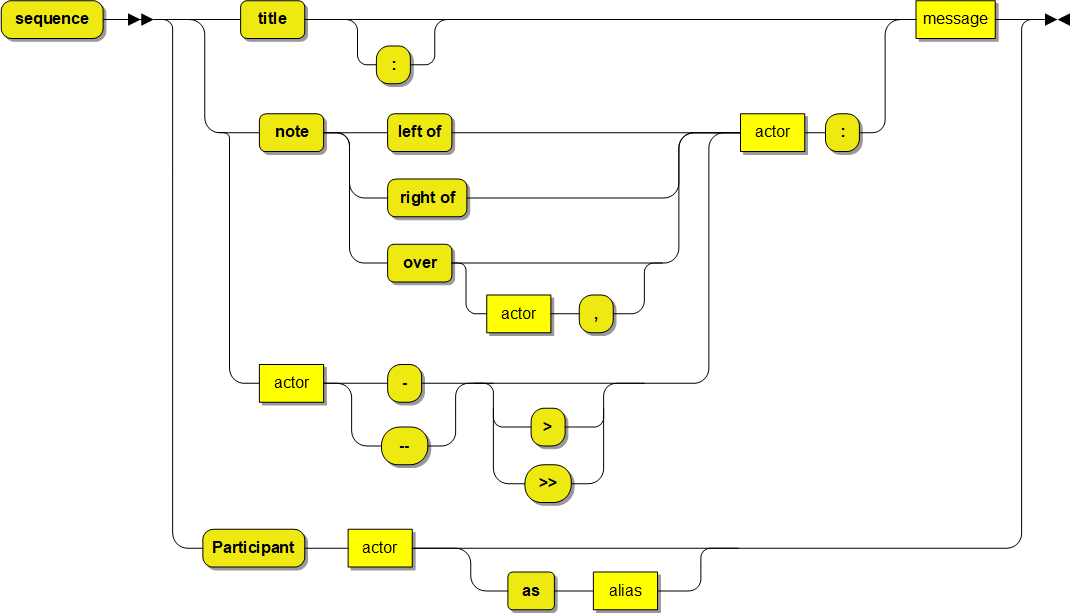 sequence title message
:
note left of actor :
right of
over
actor ,
actor -
>
--
>>
Participant actor
as alias